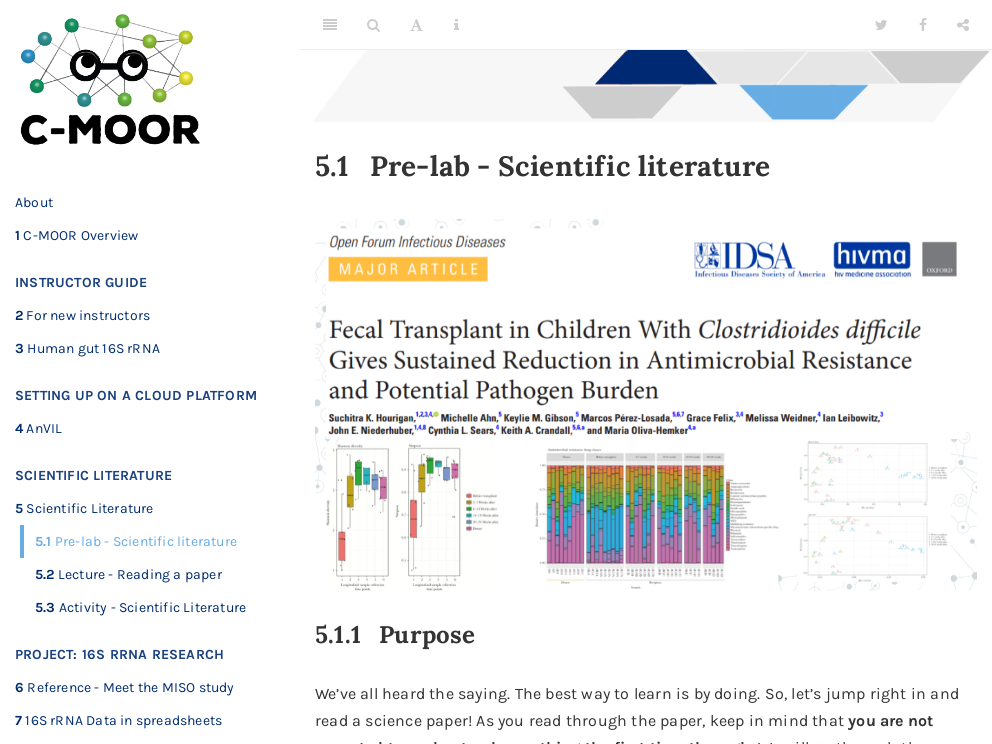 C-MOOR
About
1 C-MOOR Overview
INSTRUCTOR GUIDE
2 For new instructors
3 Human gut 16S rRNA
SETTING UP ON A CLOUD PLATFORM
4 AnVIL
SCIENTIFIC LITERATURE
5 Scientific Literature
5.1 Pre-lab - Scientific literature
5.2 Lecture - Reading a paper
5.3 Activity - Scientific Literature
PROJECT: 16S RRNA RESEARCH
6 Reference - Meet the MISO study
7 16S rRNA Data in spreadsheets
A
i
5.1 Pre-lab - Scientific literature
Open Forum Infectious Diseases
MAJOR ARTICLE
IDSA
Infectious Diseases Society of America
hivma
hiv medicine association
OXFORD
Fecal Transplant in Children With Clostridioides difficile
Gives Sustained Reduction in Antimicrobial Resistance
and Potential Pathogen Burden
Suchitra K. Hourigan,1,2,3,4, Michelle Ahn,5 Keylie M. Gibson,5 Marcos Pérez-Losada,5,6,7 Grace Felix,3,4 Melissa Weidner,4 Ian Leibowitz,3
John E. Niederhuber,1,4,8 Cynthia L. Sears,4 Keith A. Crandall,5,6,a and Maria Oliva-Hemker4,a
5.1.1 Purpose
We've all heard the saying. The best way to learn is by doing. So, let's jump right in and
read a science paper! As you read through the paper, keep in mind that you are not